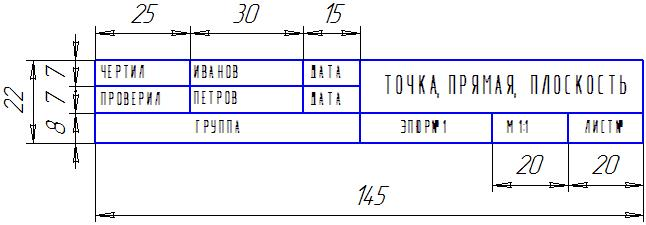 25 30 15
7 ЧЕРТИЛ ИВАНОВ ДАТА
ТОЧКА, ПРЯМАЯ, ПЛОСКОСТЬ
22 7 ПРОВЕРИЛ ПЕТРОВ ДАТА
8 ГРУППА ЭПЮР№1 М 1:1 ЛИСТ№
20 20
145